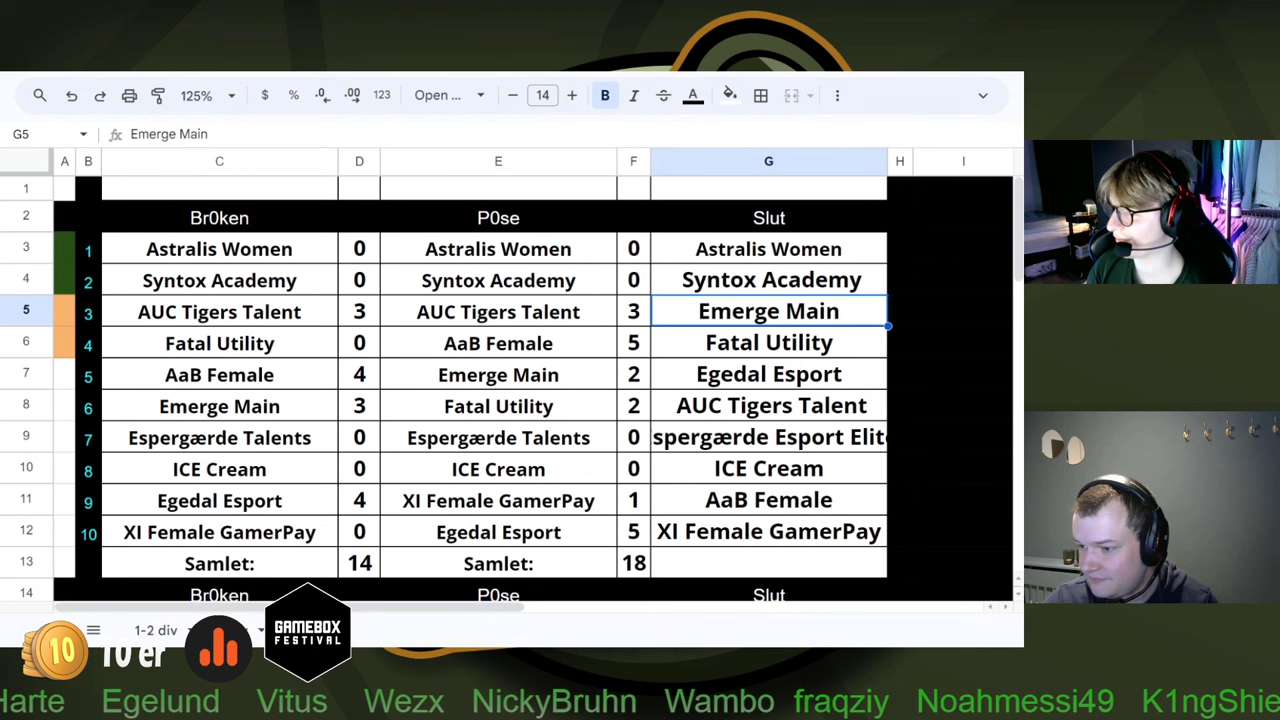 125% $ % .0 .00 123 Open ... 14 B I A
G5 fx Emerge Main
A B C D E F G H I
1
2 Br0ken P0se Slut
3 1 Astralis Women 0 Astralis Women 0 Astralis Women
4 2 Syntox Academy 0 Syntox Academy 0 Syntox Academy
5 3 AUC Tigers Talent 3 AUC Tigers Talent 3 Emerge Main
6 4 Fatal Utility 0 AaB Female 5 Fatal Utility
7 5 AaB Female 4 Emerge Main 2 Egedal Esport
8 6 Emerge Main 3 Fatal Utility 2 AUC Tigers Talent
9 7 Espergærde Talents 0 Espergærde Talents 0 spergærde Esport Elit
10 8 ICE Cream 0 ICE Cream 0 ICE Cream
11 9 Egedal Esport 4 XI Female GamerPay 1 AaB Female
12 10 XI Female GamerPay 0 Egedal Esport 5 XI Female GamerPay
13 Samlet: 14 Samlet: 18
14 Br0ken P0se Slut
1-2 div
10 10 er
GAMEBOX
FESTIVAL
Harte Egelund Vitus Wezx NickyBruhn Wambo fraqziy Noahmessi49 K1ngShie